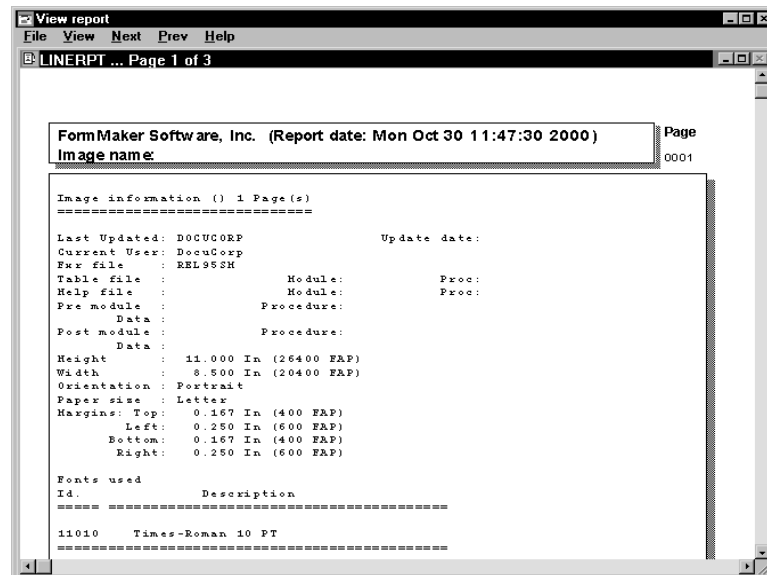 View report
File View Next Prev Help
LINERPT ... Page 1 of 3
FormMaker Software, Inc. (Report date: Mon Oct 30 11:47:30 2000) Page
Image name: 0001
Image information () 1 Page(s)
================================
Last Updated: DOCUCORP Update date:
Current User: DocuCorp
Fxr file : REL95SH
Table file : Module: Proc:
Help file : Module: Proc:
Pre module : Procedure:
Data :
Post module : Procedure:
Data :
Height : 11.000 In (26400 FAP)
Width : 8.500 In (20400 FAP)
Orientation : Portrait
Paper size : Letter
Margins: Top: 0.167 In (400 FAP)
Left: 0.250 In (600 FAP)
Bottom: 0.167 In (400 FAP)
Right: 0.250 In (600 FAP)
Fonts used
Id. Description
===== ===========================================
11010 Times-Roman 10 PT
=================================================